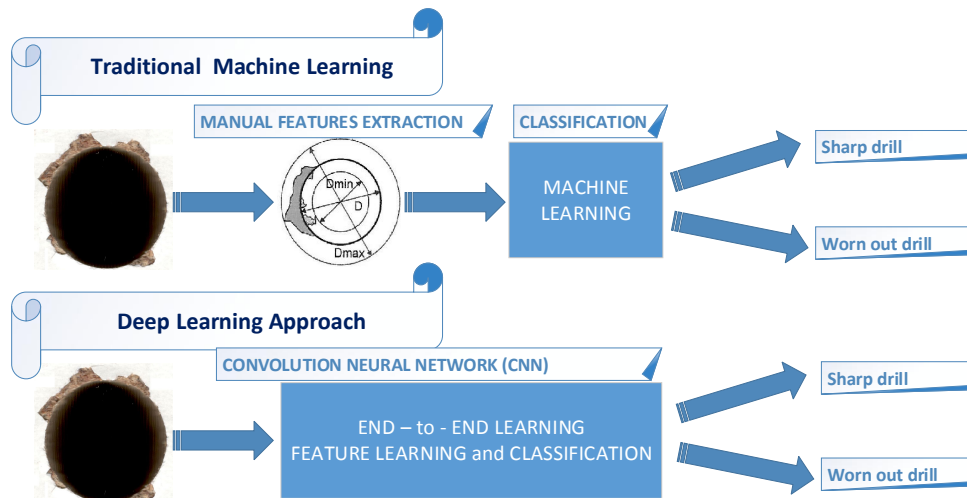 Traditional  Machine Learning
MANUAL FEATURES EXTRACTION
CLASSIFICATION
Dmin
D
Dmax
MACHINE
LEARNING
Sharp drill
Worn out drill
Deep Learning Approach
CONVOLUTION NEURAL NETWORK (CNN)
END – to - END LEARNING
FEATURE LEARNING and CLASSIFICATION
Sharp drill
Worn out drill